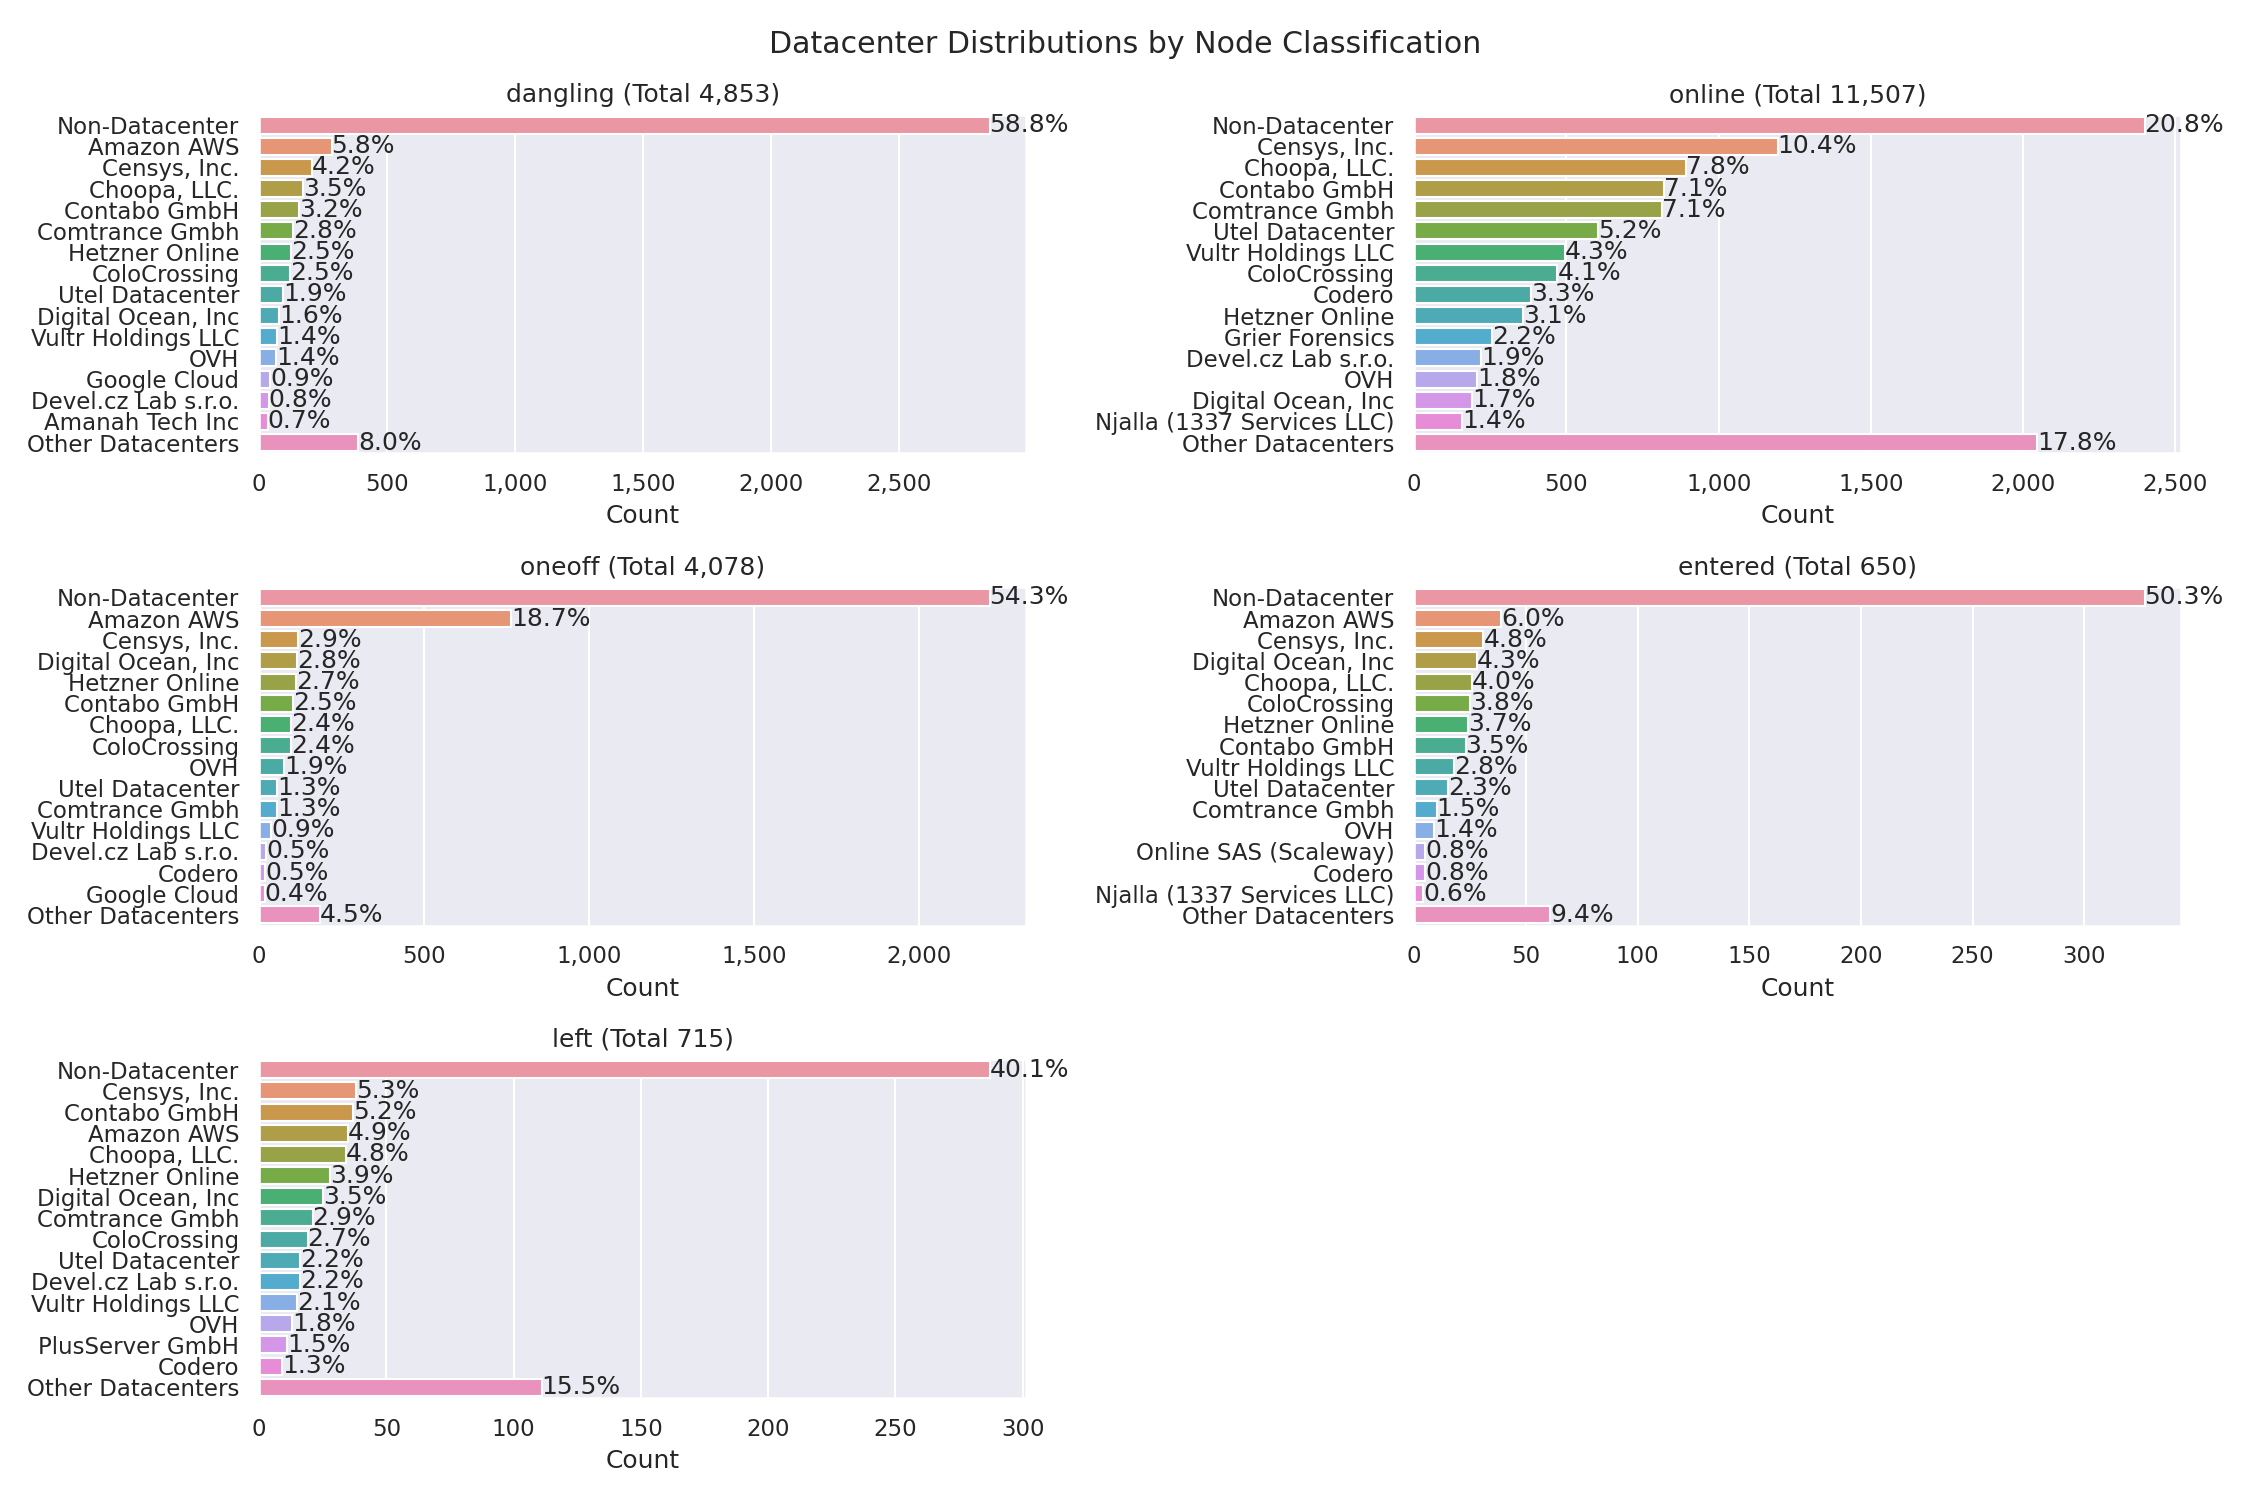 Datacenter Distributions by Node Classification
dangling (Total 4,853)
Non-Datacenter 58.8%
Amazon AWS 5.8%
Censys, Inc. 4.2%
Choopa, LLC. 3.5%
Contabo GmbH 3.2%
Comtrance Gmbh 2.8%
Hetzner Online 2.5%
ColoCrossing 2.5%
Utel Datacenter 1.9%
Digital Ocean, Inc 1.6%
Vultr Holdings LLC 1.4%
OVH 1.4%
Google Cloud 0.9%
Devel.cz Lab s.r.o. 0.8%
Amanah Tech Inc 0.7%
Other Datacenters 8.0%
0 500 1,000 1,500 2,000 2,500
Count
online (Total 11,507)
Non-Datacenter 20.8%
Censys, Inc. 10.4%
Choopa, LLC. 7.8%
Contabo GmbH 7.1%
Comtrance Gmbh 7.1%
Utel Datacenter 5.2%
Vultr Holdings LLC 4.3%
ColoCrossing 4.1%
Codero 3.3%
Hetzner Online 3.1%
Grier Forensics 2.2%
Devel.cz Lab s.r.o. 1.9%
OVH 1.8%
Digital Ocean, Inc 1.7%
Njalla (1337 Services LLC) 1.4%
Other Datacenters 17.8%
0 500 1,000 1,500 2,000 2,500
Count
oneoff (Total 4,078)
Non-Datacenter 54.3%
Amazon AWS 18.7%
Censys, Inc. 2.9%
Digital Ocean, Inc 2.8%
Hetzner Online 2.7%
Contabo GmbH 2.5%
Choopa, LLC. 2.4%
ColoCrossing 2.4%
OVH 1.9%
Utel Datacenter 1.3%
Comtrance Gmbh 1.3%
Vultr Holdings LLC 0.9%
Devel.cz Lab s.r.o. 0.5%
Codero 0.5%
Google Cloud 0.4%
Other Datacenters 4.5%
0 500 1,000 1,500 2,000
Count
entered (Total 650)
Non-Datacenter 50.3%
Amazon AWS 6.0%
Censys, Inc. 4.8%
Digital Ocean, Inc 4.3%
Choopa, LLC. 4.0%
ColoCrossing 3.8%
Hetzner Online 3.7%
Contabo GmbH 3.5%
Vultr Holdings LLC 2.8%
Utel Datacenter 2.3%
Comtrance Gmbh 1.5%
OVH 1.4%
Online SAS (Scaleway) 0.8%
Codero 0.8%
Njalla (1337 Services LLC) 0.6%
Other Datacenters 9.4%
0 50 100 150 200 250 300
Count
left (Total 715)
Non-Datacenter 40.1%
Censys, Inc. 5.3%
Contabo GmbH 5.2%
Amazon AWS 4.9%
Choopa, LLC. 4.8%
Hetzner Online 3.9%
Digital Ocean, Inc 3.5%
Comtrance Gmbh 2.9%
ColoCrossing 2.7%
Utel Datacenter 2.2%
Devel.cz Lab s.r.o. 2.2%
Vultr Holdings LLC 2.1%
OVH 1.8%
PlusServer GmbH 1.5%
Codero 1.3%
Other Datacenters 15.5%
0 50 100 150 200 250 300
Count